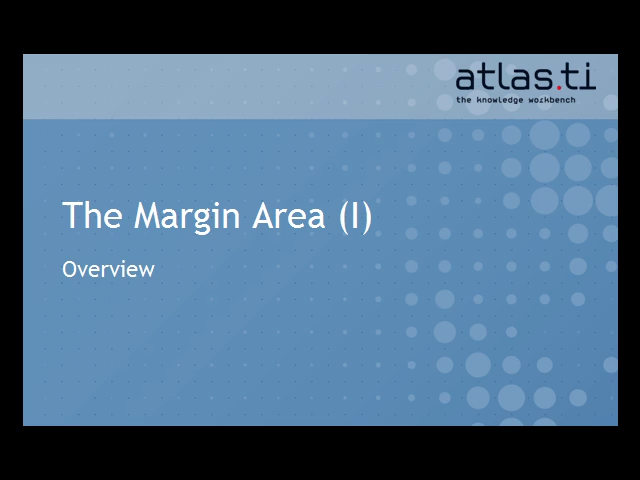 atlas.ti
the knowledge workbench
The Margin Area (I)
Overview